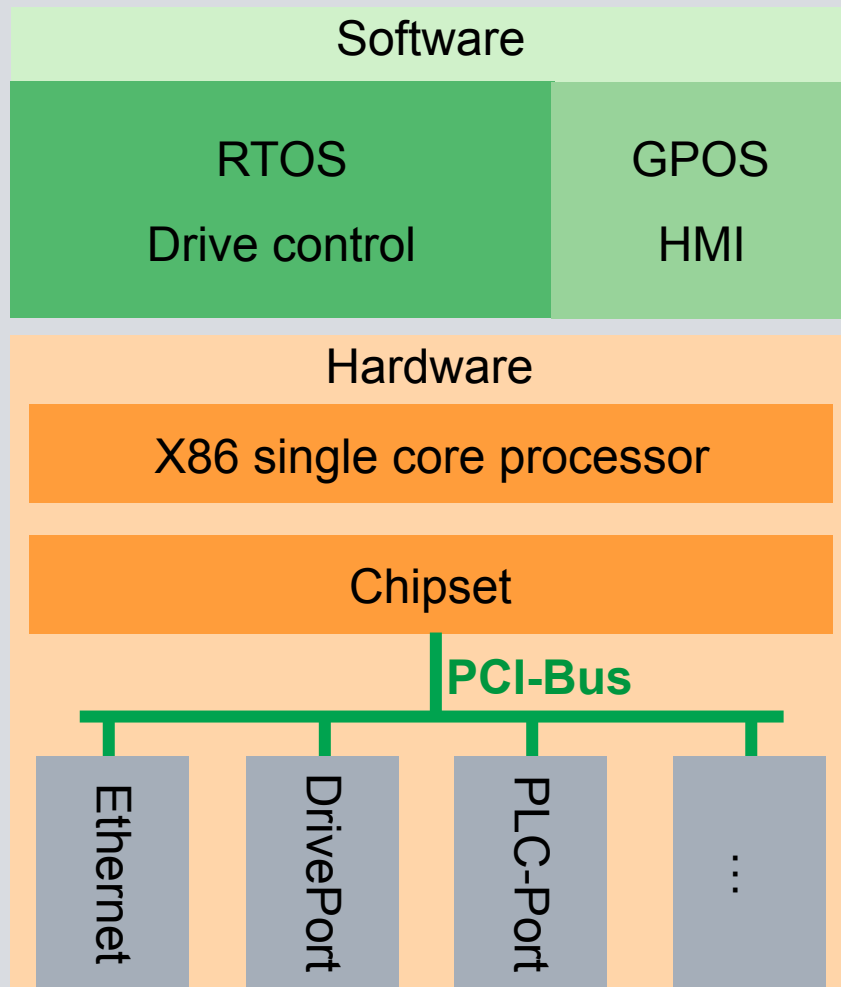 Software
RTOS
GPOS
Drive control
HMI
Hardware
X86 single core processor
Chipset
PCI-Bus
Ethernet
DrivePort
PLC-Port
...